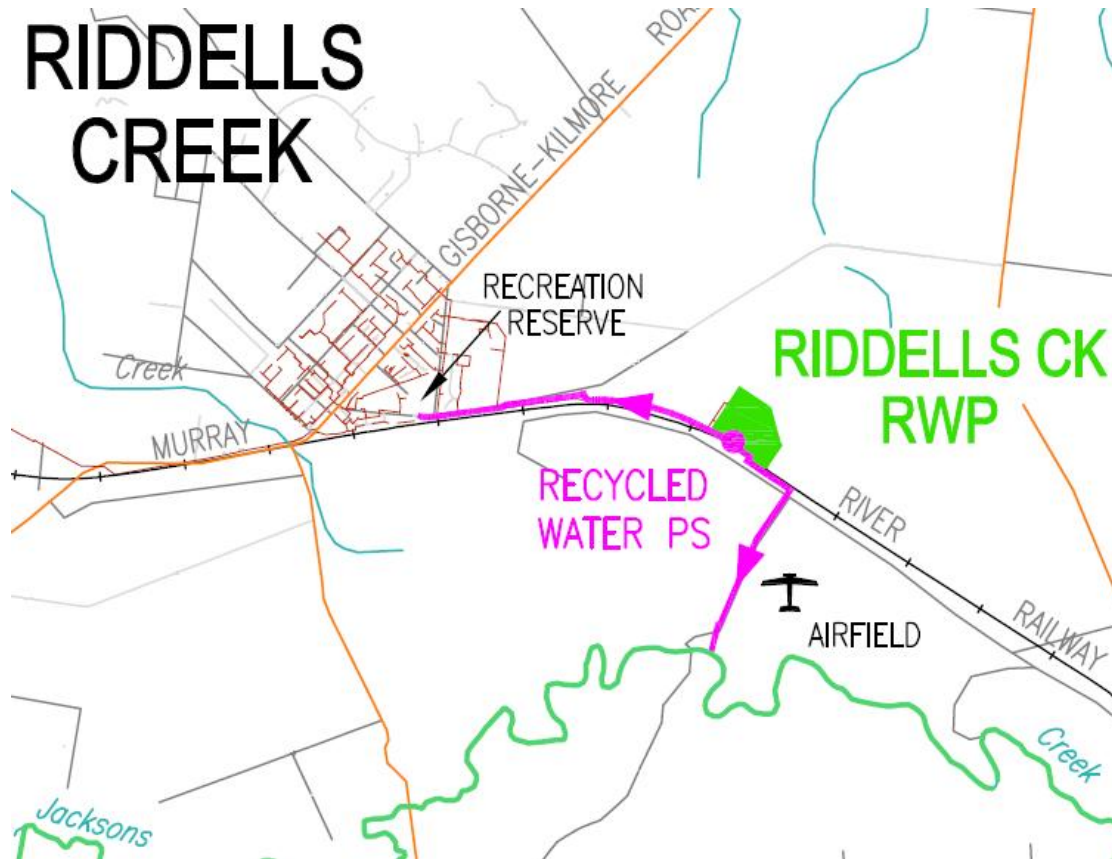 RIDDELLS
CREEK
GISBORNE-KILMORE
RECREATION
RESERVE
Creek
MURRAY
RIDDELLS CK
RWP
RECYCLED
WATER PS
RIVER
AIRFIELD
RAILWAY
Creek
Jacksons